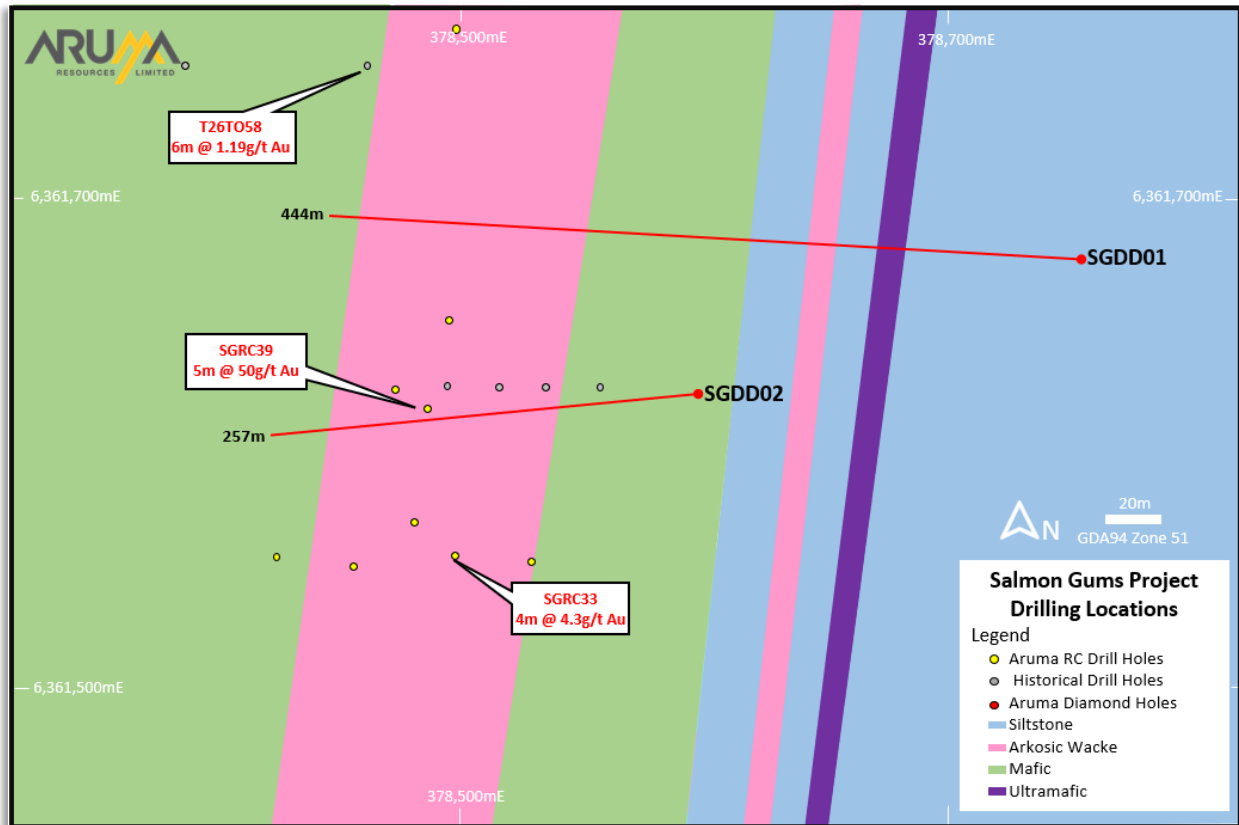 ARUMA
RESOURCES LIMITED
378,500mE
378,700mE
T26TO58
6m @ 1.19g/t Au
6,361,700mE
6,361,700mE
444m
SGDD01
SGRC39
5m @ 50g/t Au
SGDD02
257m
N
20m
GDA94 Zone 51
SGRC33
4m @ 4.3g/t Au
6,361,500mE
378,500mE
Salmon Gums Project
Drilling Locations
Legend
Aruma RC Drill Holes
Historical Drill Holes
Aruma Diamond Holes
Siltstone
Arkosic Wacke
Mafic
Ultramafic